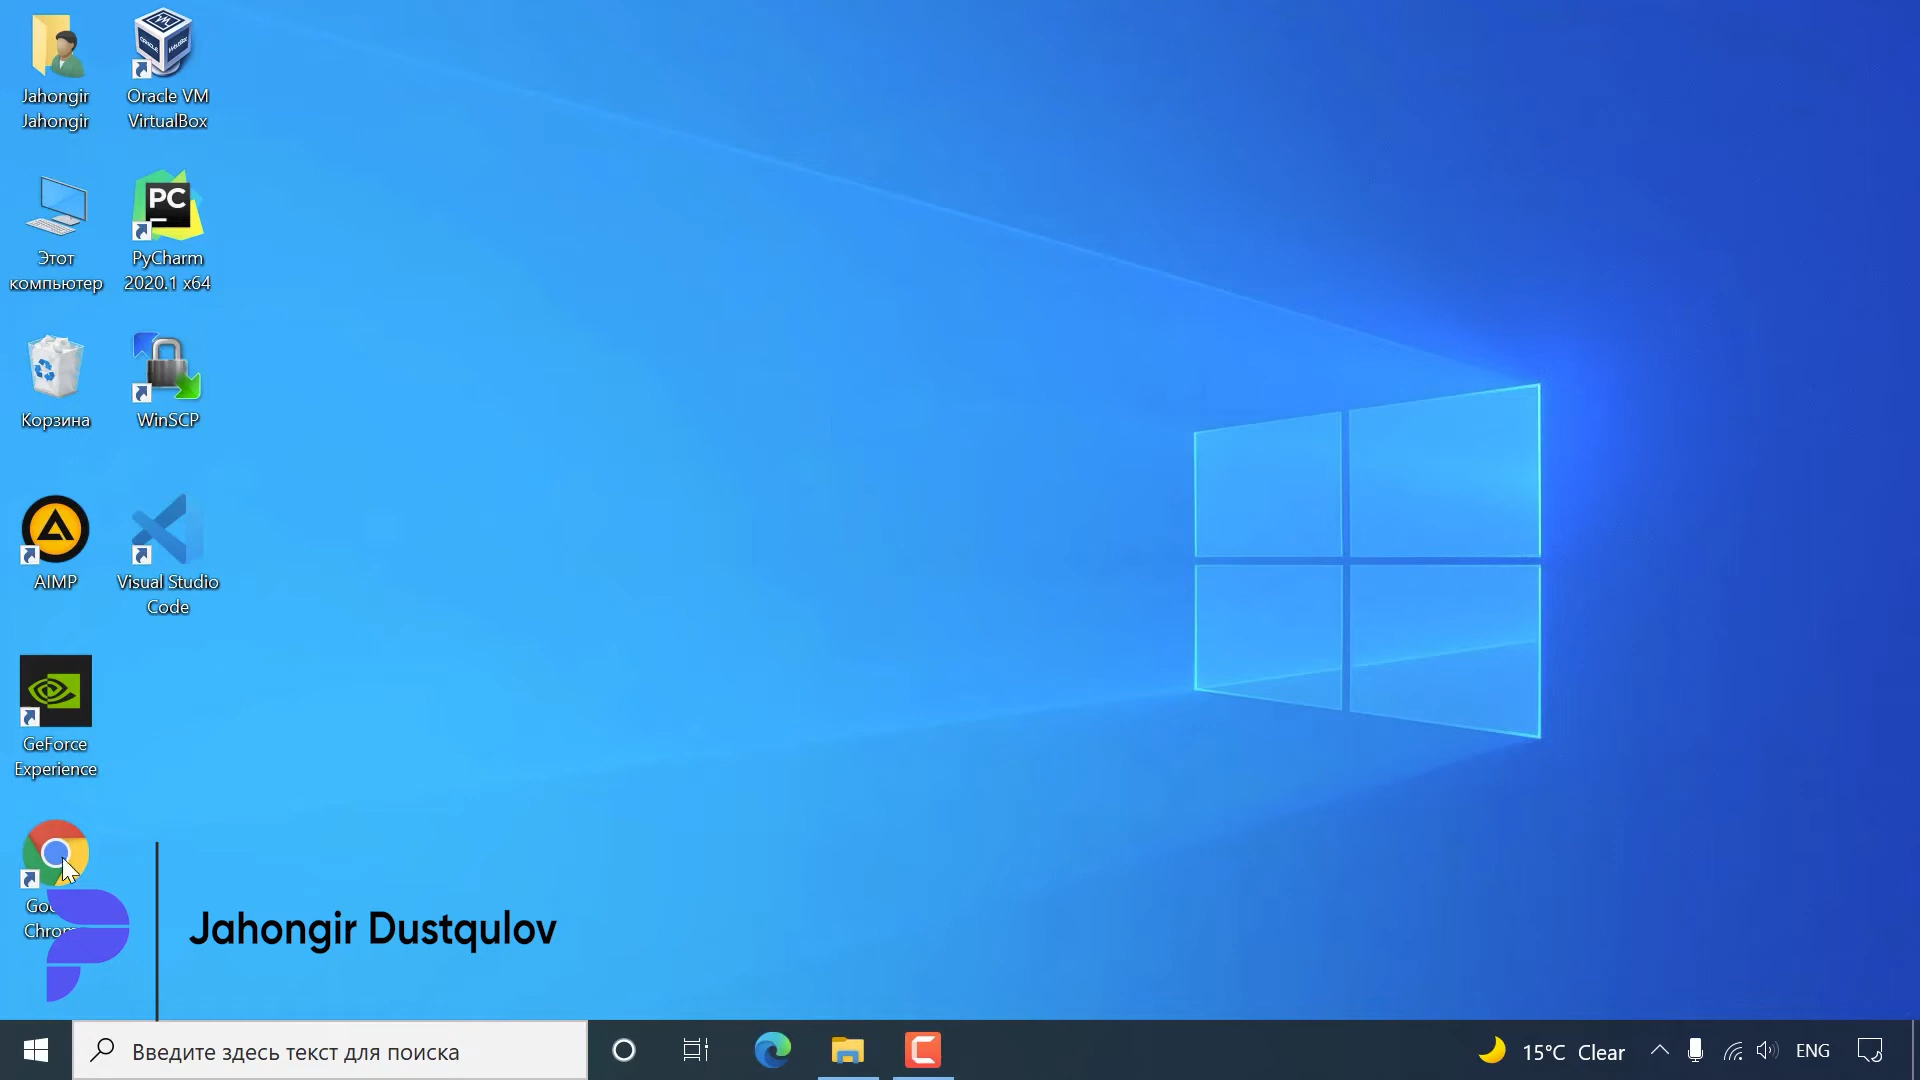 Jahongir
Jahongir
Oracle VM
VirtualBox
Этот
компьютер
PC
PyCharm
2020.1 x64
Корзина
WinSCP
AIMP
Visual Studio
Code
GeForce
Experience
Jahongir Dustqulov
Введите здесь текст для поиска
15°C Clear
ENG